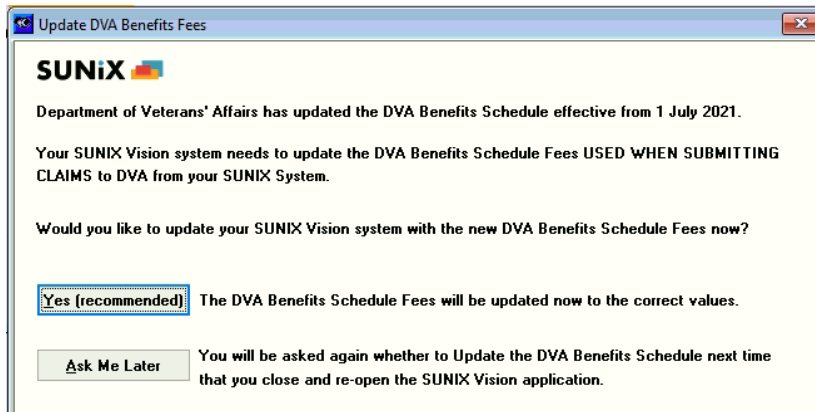 Update DVA Benefits Fees
SUNiX
Department of Veterans' Affairs has updated the DVA Benefits Schedule effective from 1 July 2021.
Your SUNIX Vision system needs to update the DVA Benefits Schedule Fees USED WHEN SUBMITTING
CLAIMS to DVA from your SUNIX System.
Would you like to update your SUNIX Vision system with the new DVA Benefits Schedule Fees now?
Yes (recommended) The DVA Benefits Schedule Fees will be updated now to the correct values.
Ask Me Later You will be asked again whether to Update the DVA Benefits Schedule next time
that you close and re-open the SUNIX Vision application.